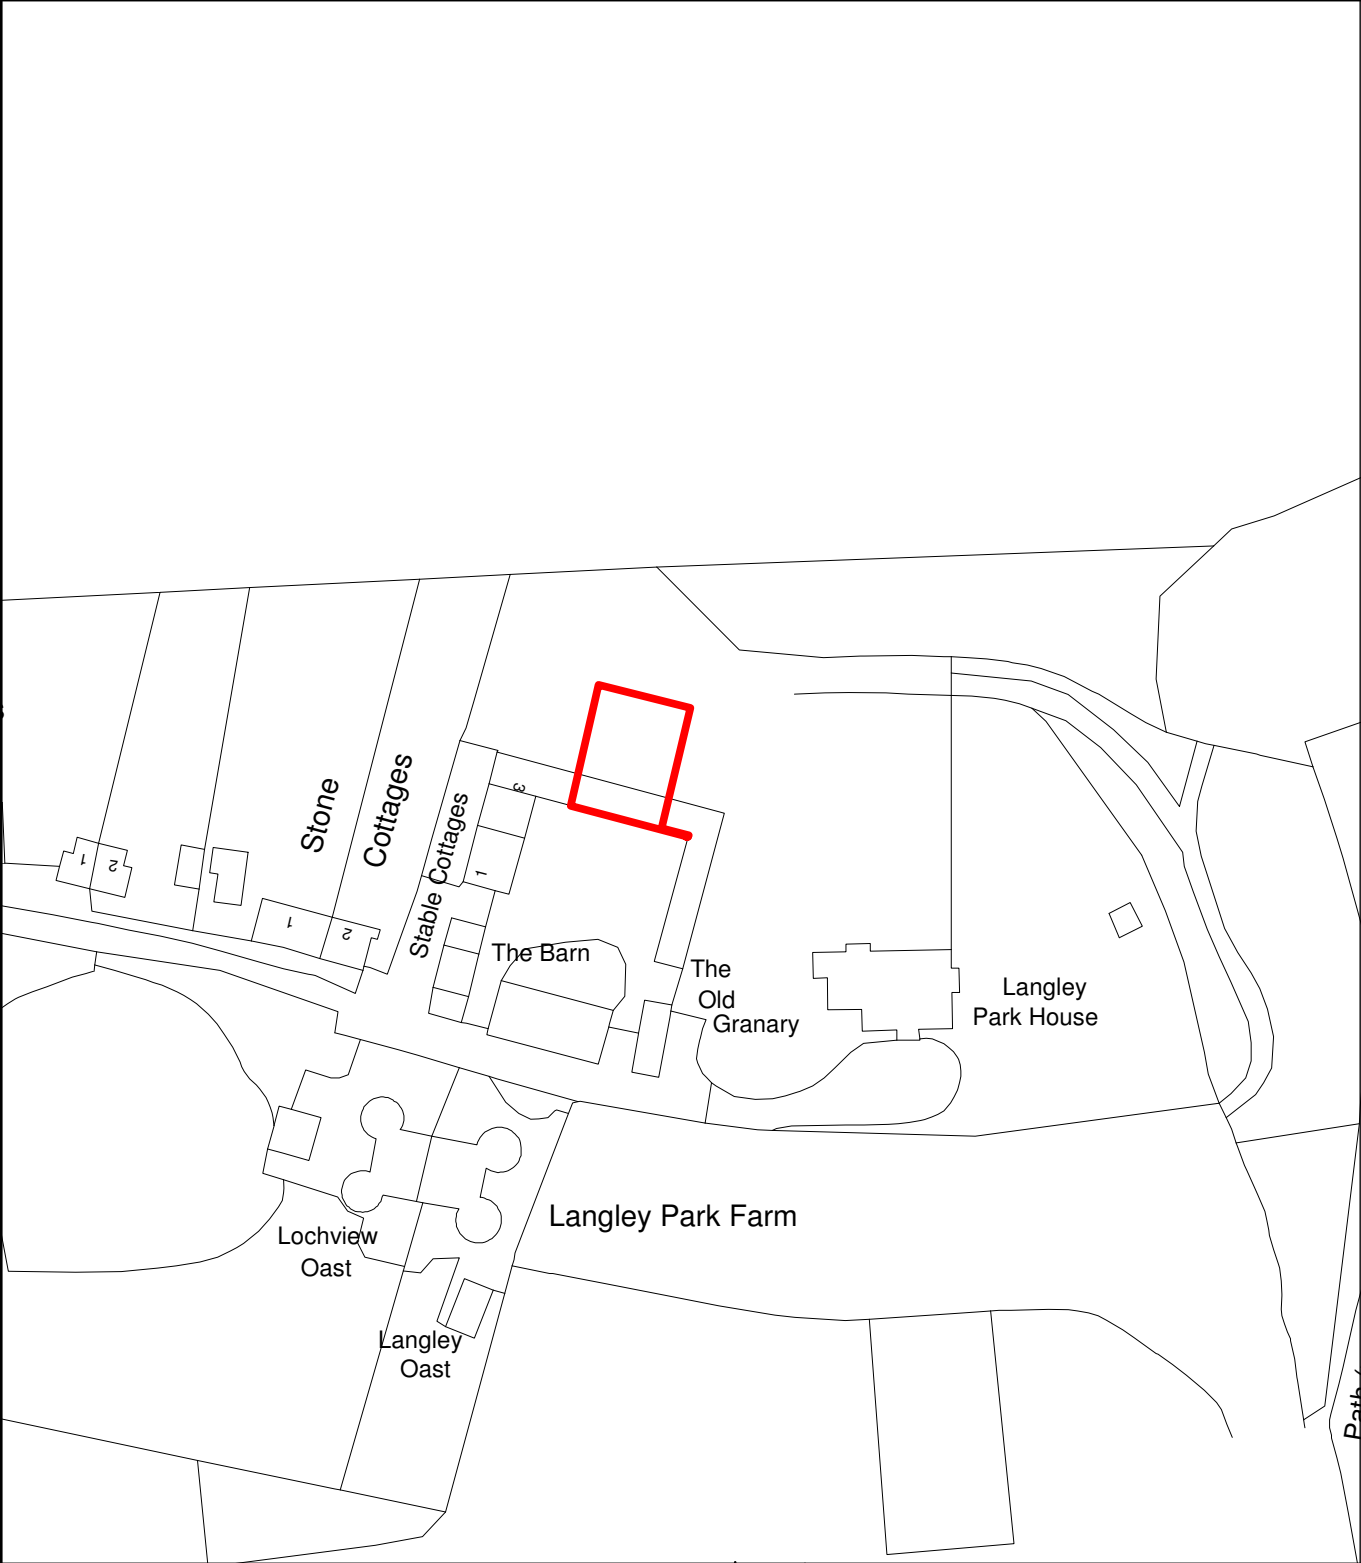 Stone
Cottages
Stable Cottages
3
1
1
2
1
2
The Barn
The
Old
Granary
Langley
Park House
Langley Park Farm
Lochview
Oast
Langley
Oast
Path